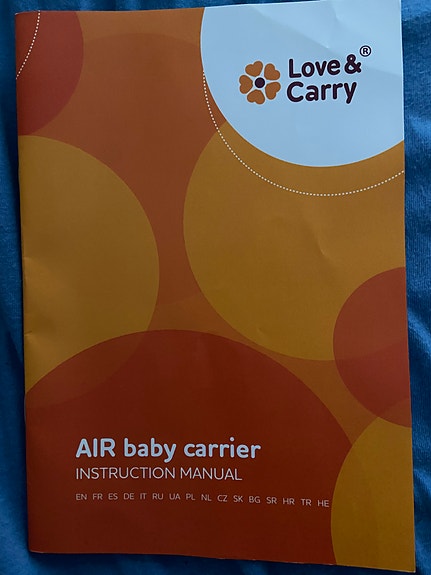 Love & ®
Carry
AIR baby carrier
INSTRUCTION MANUAL
EN FR ES DE IT RU UA PL NL CZ SK BG SR HR TR HE